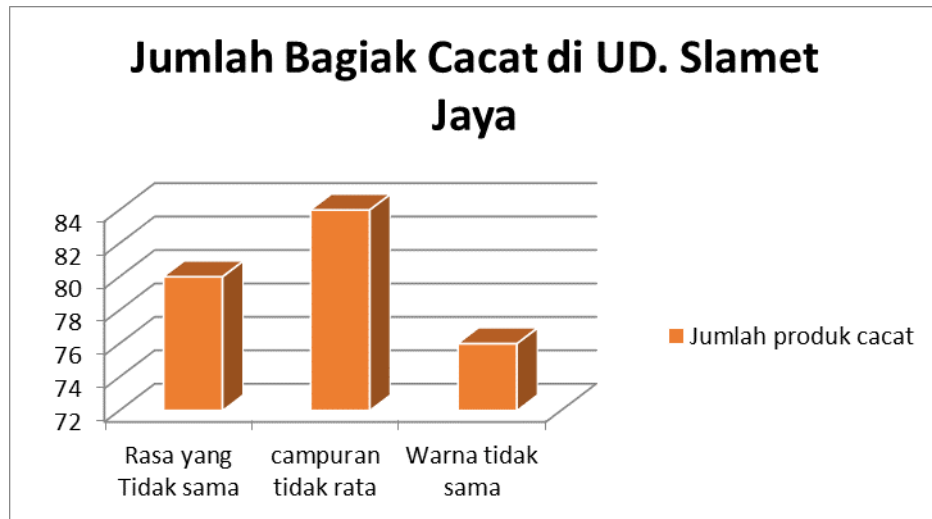 Jumlah Bagiak Cacat di UD. Slamet
Jaya
84
82
80
78
76
74
72
Rasa yang
Tidak sama
campuran
tidak rata
Warna tidak
sama
Jumlah produk cacat